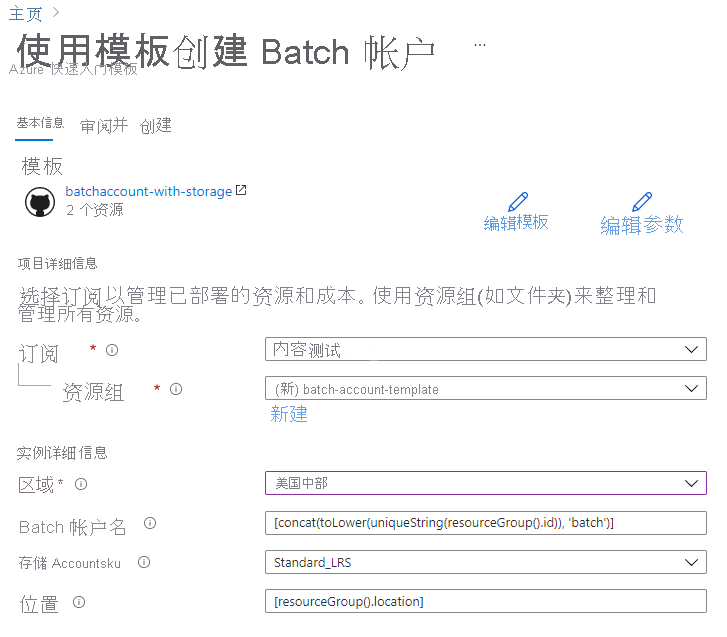 主页 >
使用模板创建 Batch 帐户 ...
Azure 快速入门模板
基本信息 审阅并 创建
模板
batchaccount-with-storage
2 个资源
编辑模板 编辑参数
项目详细信息
选择订阅以管理已部署的资源和成本。使用资源组(如文件夹)来整理和
管理所有资源。
订阅 * 内容测试
资源组 * (新) batch-account-template
新建
实例详细信息
区域 * 美国中部
Batch 帐户名 [concat(toLower(uniqueString(resourceGroup().id)), 'batch')]
存储 Accountsku Standard_LRS
位置 [resourceGroup().location]